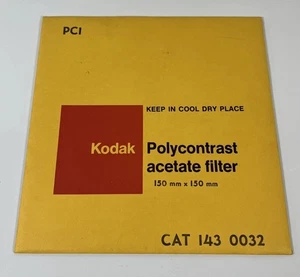 PC1
KEEP IN COOL DRY PLACE
Kodak Polycontrast
acetate filter
150 mm x 150 mm
CAT 143 0032